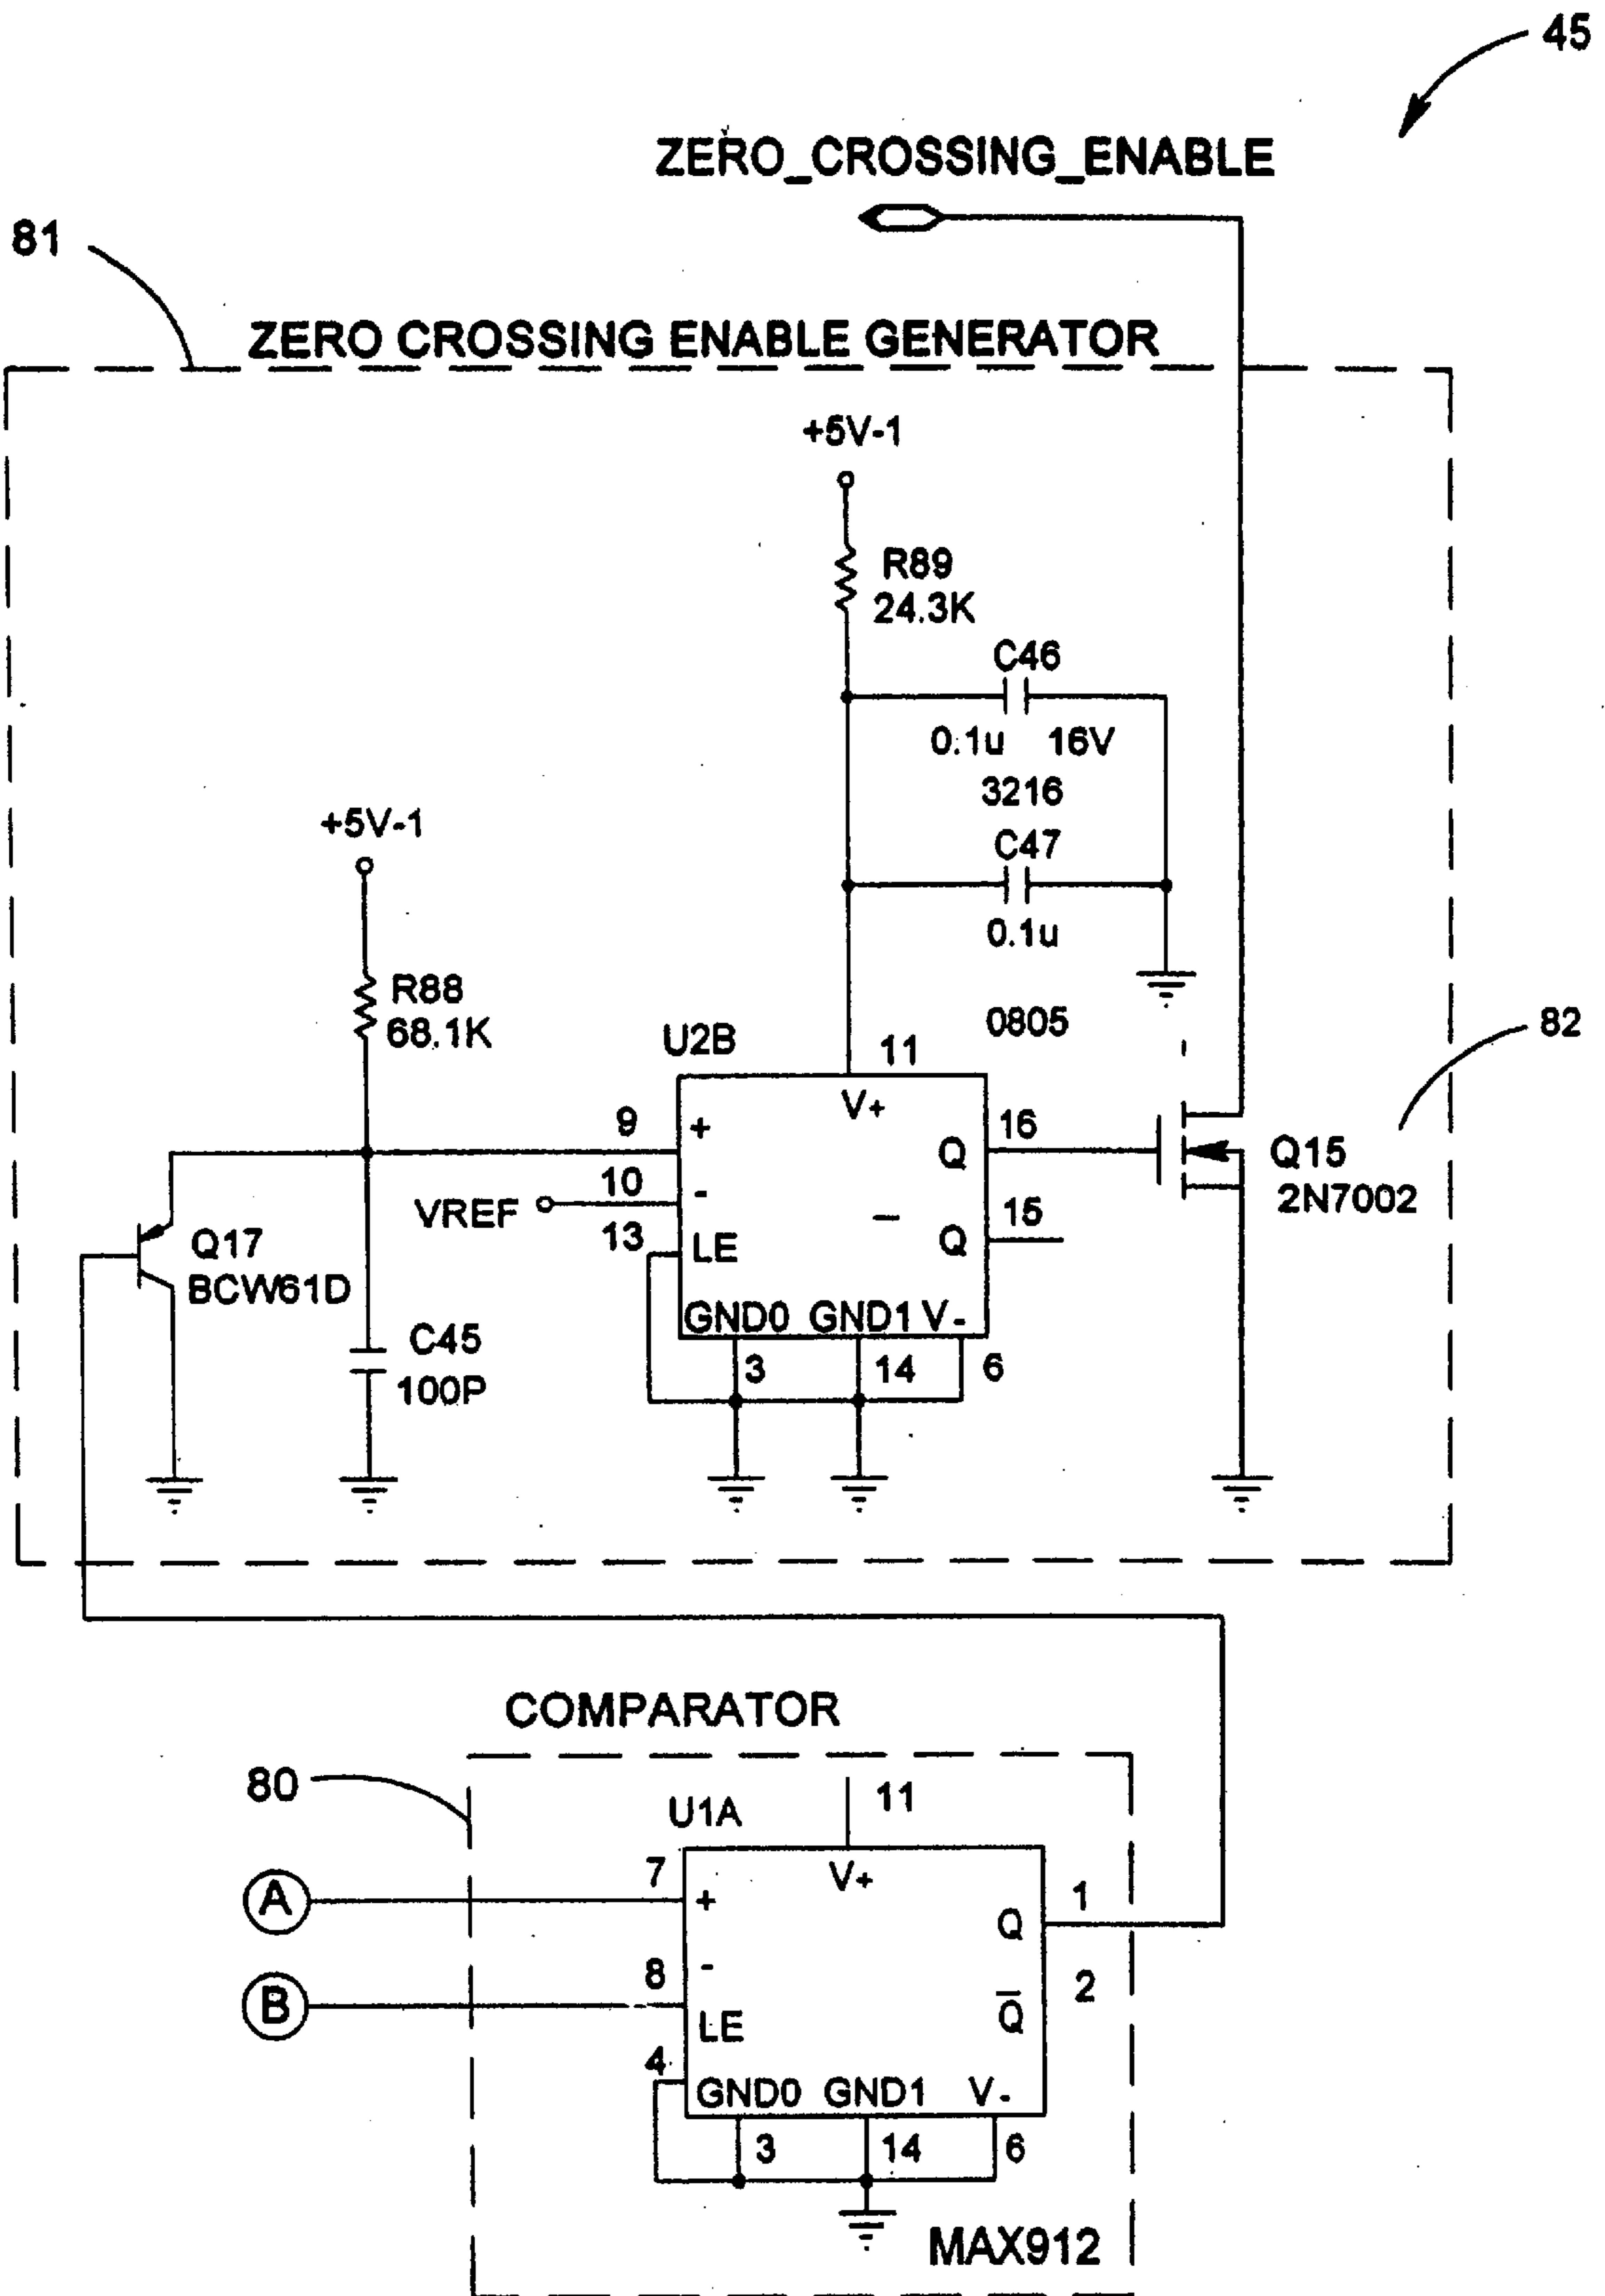 45
ZERO_CROSSING_ENABLE
81
ZERO CROSSING ENABLE GENERATOR
+5V-1
R89
24.3K
C46
0.1u 16V
3216
+5V-1
C47
0.1u
R88
68.1K
0805
82
U2B
11
V+
9
+
16
Q
Q15
2N7002
10
-
VREF
13
LE
15
Q
Q17
BCW61D
GND0 GND1 V-
C45
100P
3
14
6
COMPARATOR
80
U1A
11
V+
A
7
+
1
Q
B
8
-
2
Q̅
LE
4
GND0 GND1 V-
3
14
6
MAX912